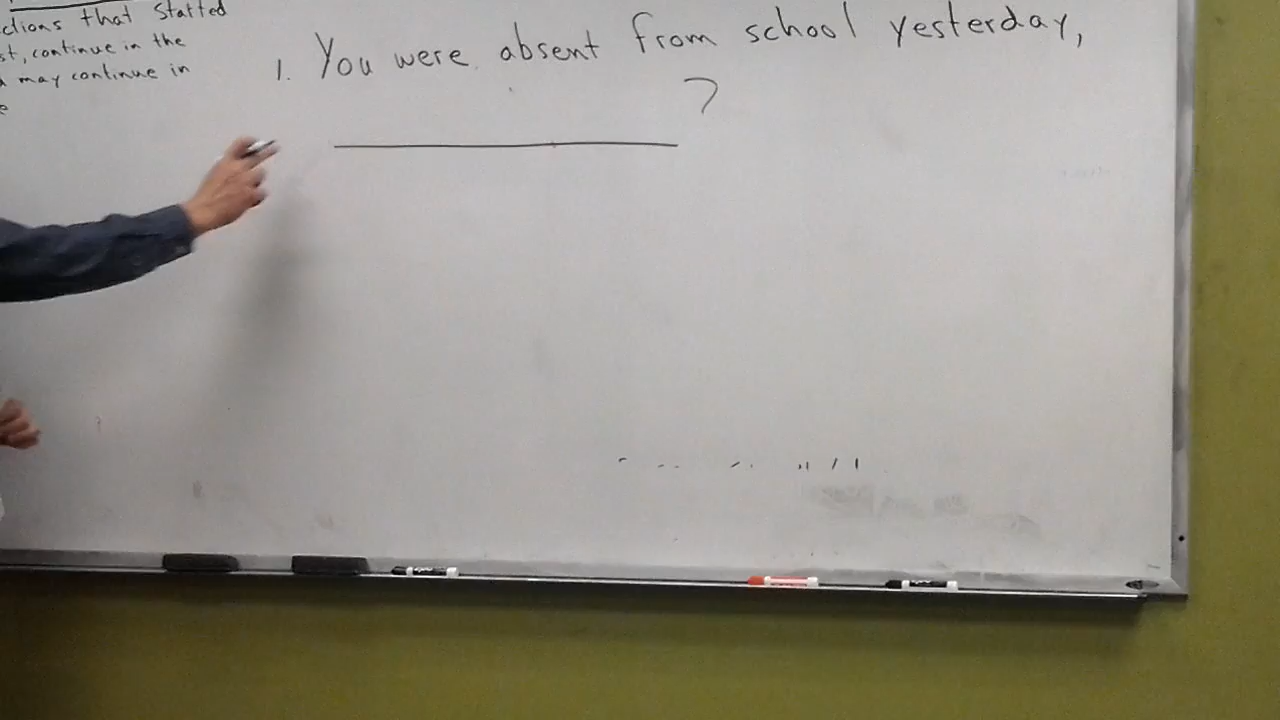 ctions that started
st, continue in the
may continue in
e
1. You were absent from school yesterday,
?